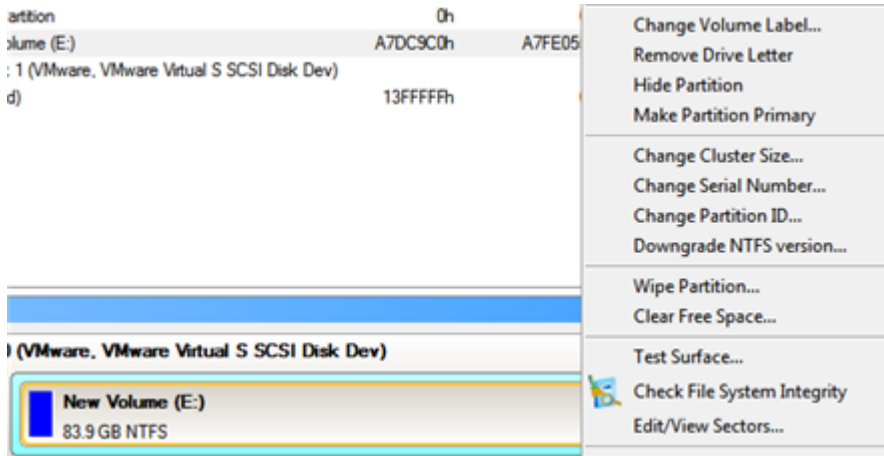 artition 0h
olume (E:) A7DC9C0h A7FE05
1 (VMware, VMware Virtual S SCSI Disk Dev)
d) 13FFFFFh
(VMware, VMware Virtual S SCSI Disk Dev)
New Volume (E:)
83.9 GB NTFS
Change Volume Label...
Remove Drive Letter
Hide Partition
Make Partition Primary
Change Cluster Size...
Change Serial Number...
Change Partition ID...
Downgrade NTFS version...
Wipe Partition...
Clear Free Space...
Test Surface...
Check File System Integrity
Edit/View Sectors...